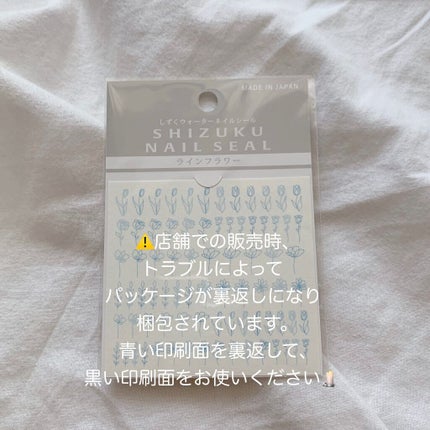 MADE IN JAPAN
しずくウォーターネイルシール
SHIZUKU
NAIL SEAL
ラインフラワー
⚠️店舗での販売時、
トラブルによって
パッケージが裏返しになり
梱包されています。
青い印刷面を裏返して、
黒い印刷面をお使いください🕯️